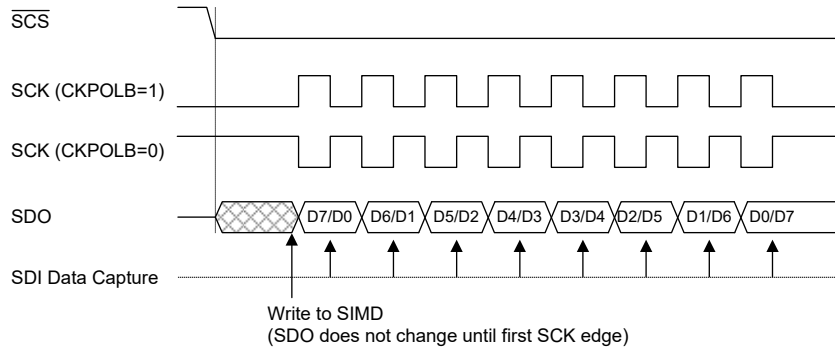 SCS
SCK (CKPOLB=1)
SCK (CKPOLB=0)
SDO
D7/D0 D6/D1 D5/D2 D4/D3 D3/D4 D2/D5 D1/D6 D0/D7
SDI Data Capture
Write to SIMD
(SDO does not change until first SCK edge)